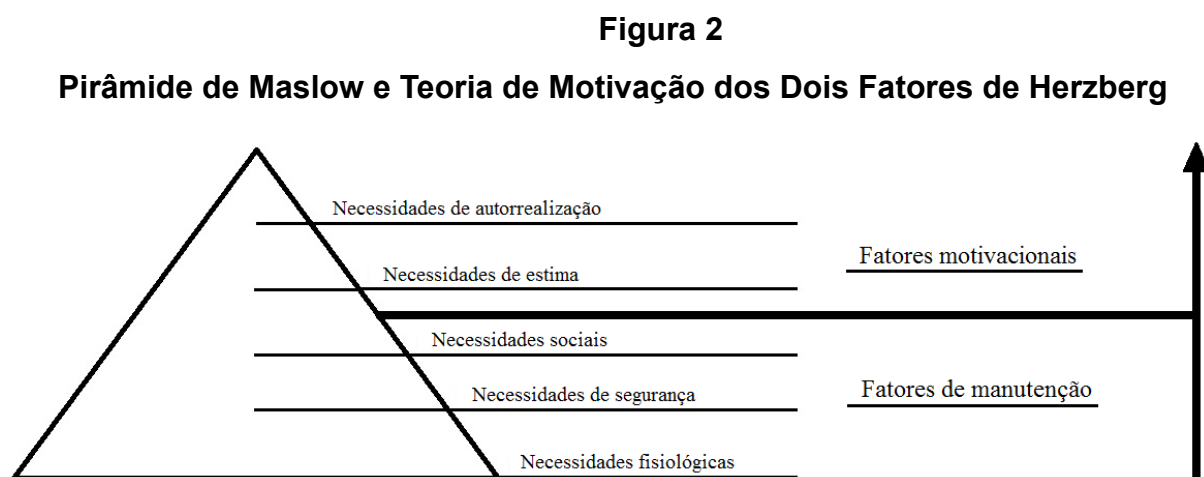 Figura 2
Pirâmide de Maslow e Teoria de Motivação dos Dois Fatores de Herzberg
Necessidades de autorrealização
Fatores motivacionais
Necessidades de estima
Necessidades sociais
Necessidades de segurança
Fatores de manutenção
Necessidades fisiológicas